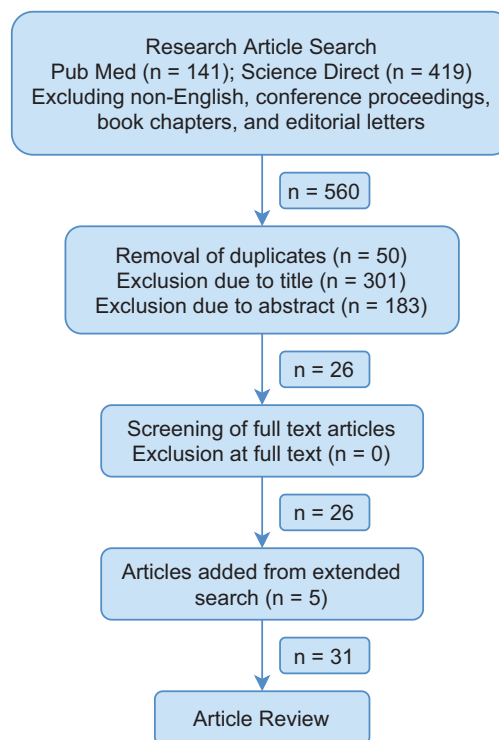 Research Article Search
Pub Med (n = 141); Science Direct (n = 419)
Excluding non-English, conference proceedings,
book chapters, and editorial letters
n = 560
Removal of duplicates (n = 50)
Exclusion due to title (n = 301)
Exclusion due to abstract (n = 183)
n = 26
Screening of full text articles
Exclusion at full text (n = 0)
n = 26
Articles added from extended
search (n = 5)
n = 31
Article Review